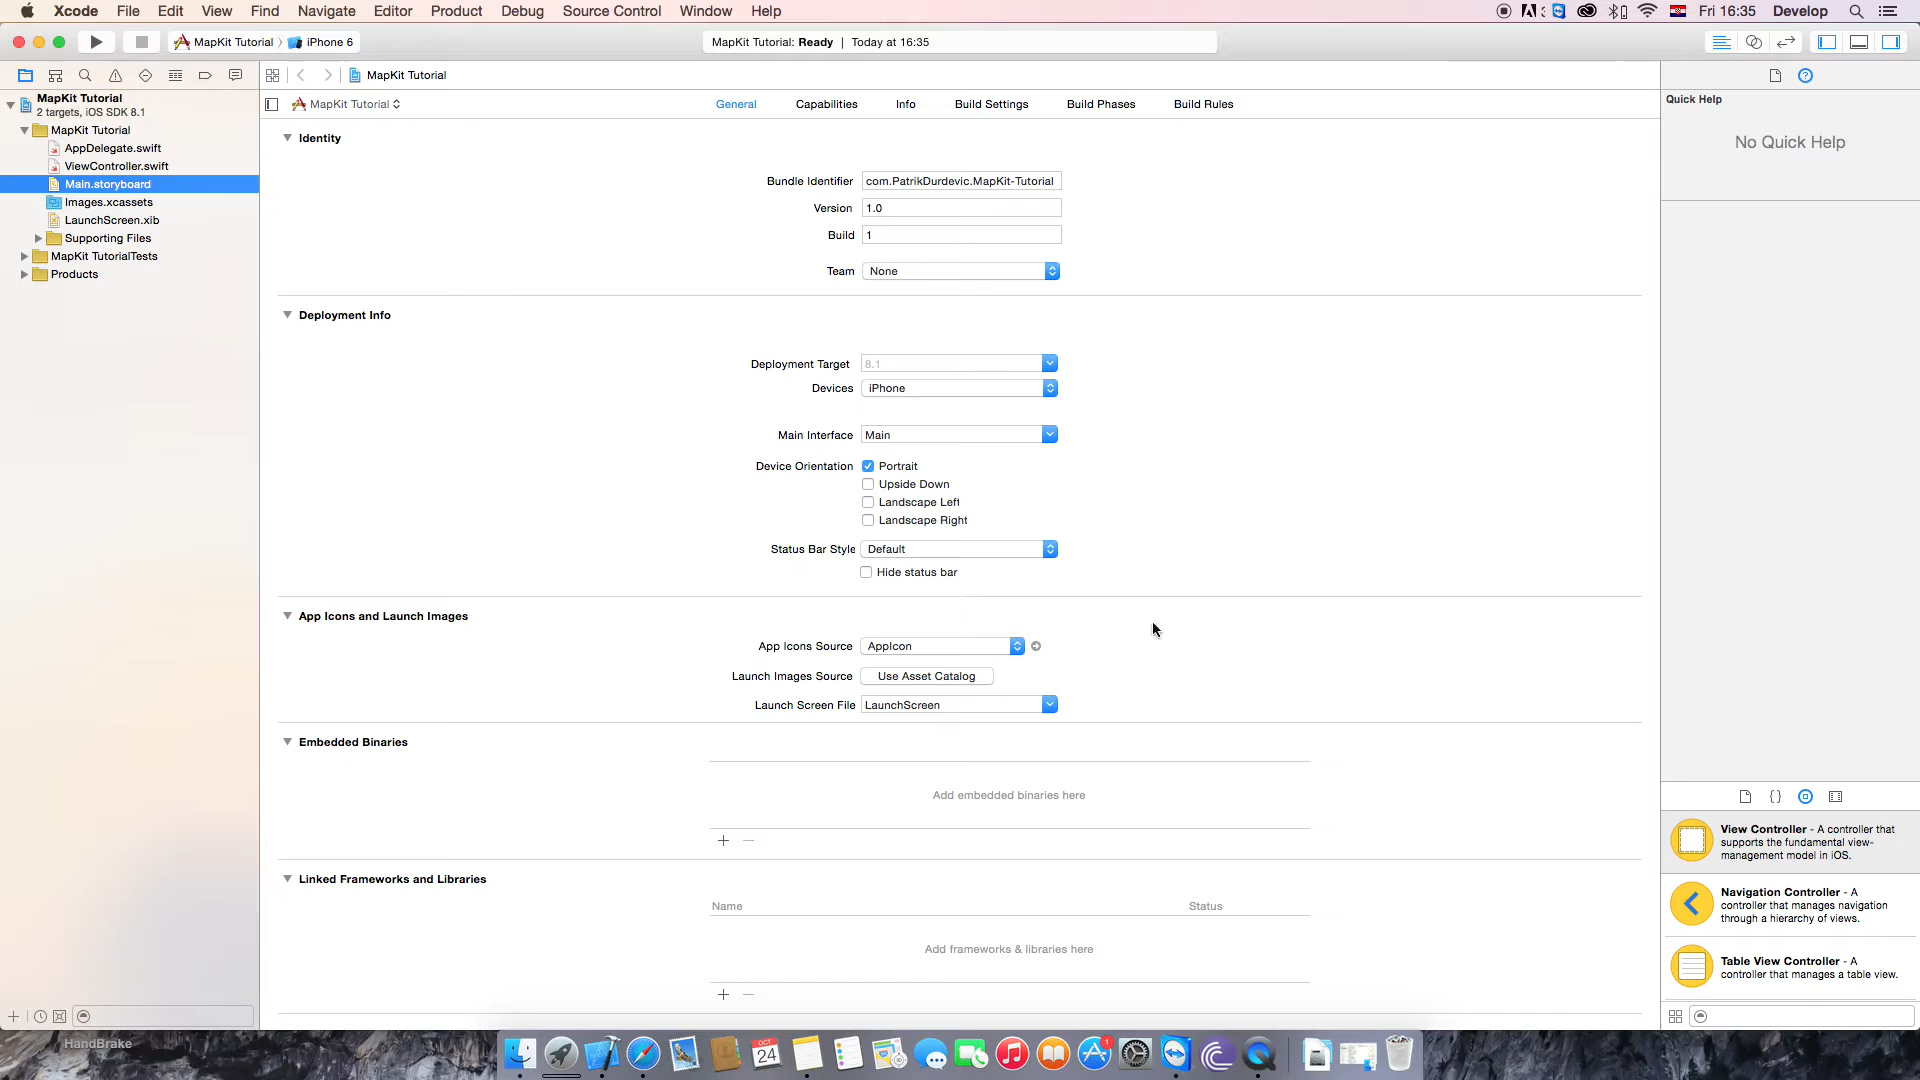 Xcode File Edit View Find Navigate Editor Product Debug Source Control Window Help Fri 16:35 Develop
MapKit Tutorial iPhone 6
MapKit Tutorial: Ready | Today at 16:35
MapKit Tutorial
Quick Help
No Quick Help
MapKit Tutorial
2 targets, iOS SDK 8.1
MapKit Tutorial
AppDelegate.swift
ViewController.swift
Main.storyboard
Images.xcassets
LaunchScreen.xib
Supporting Files
MapKit TutorialTests
Products
MapKit Tutorial
General Capabilities Info Build Settings Build Phases Build Rules
Identity
Bundle Identifier com.PatrikDurdevic.MapKit-Tutorial
Version 1.0
Build 1
Team None
Deployment Info
Deployment Target 8.1
Devices iPhone
Main Interface Main
Device Orientation Portrait
Upside Down
Landscape Left
Landscape Right
Status Bar Style Default
Hide status bar
App Icons and Launch Images
App Icons Source AppIcon
Launch Images Source Use Asset Catalog
Launch Screen File LaunchScreen
Embedded Binaries
Add embedded binaries here
Linked Frameworks and Libraries
Name Status
Add frameworks & libraries here
View Controller - A controller that
supports the fundamental view-
management model in iOS.
Navigation Controller - A
controller that manages navigation
through a hierarchy of views.
Table View Controller - A
controller that manages a table view.
HandBrake
OCT
24
1